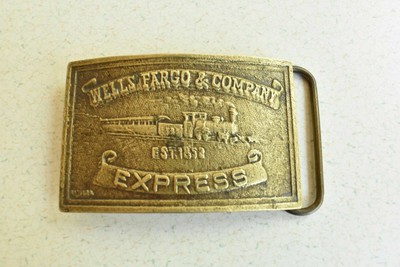 WELLS FARGO & COMPANY
EST. 1852
EXPRESS